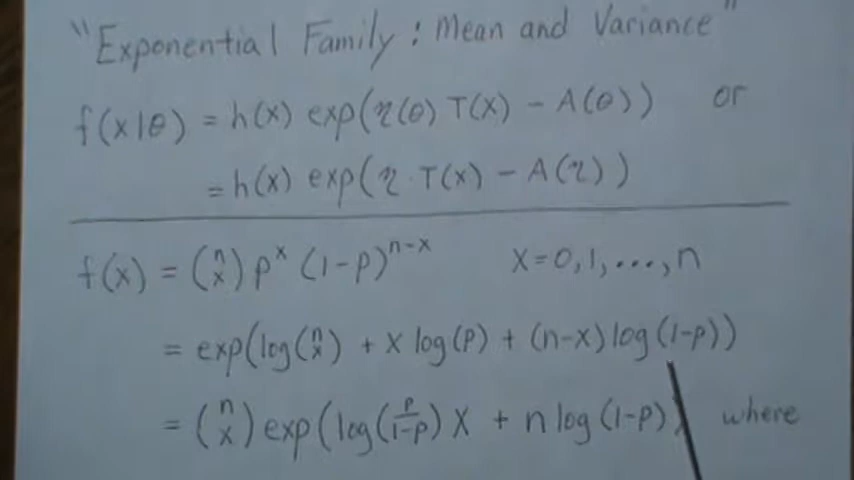 "Exponential Family: Mean and Variance"
f(x|θ) = h(x) exp(η(θ) T(x) - A(θ)) or
= h(x) exp(η · T(x) - A(η))
f(x) = (n x) p^x (1-p)^(n-x) x=0,1,...,n
= exp(log(n x) + x log(p) + (n-x) log(1-p))
= (n x) exp(log(p/(1-p)) x + n log(1-p)) where